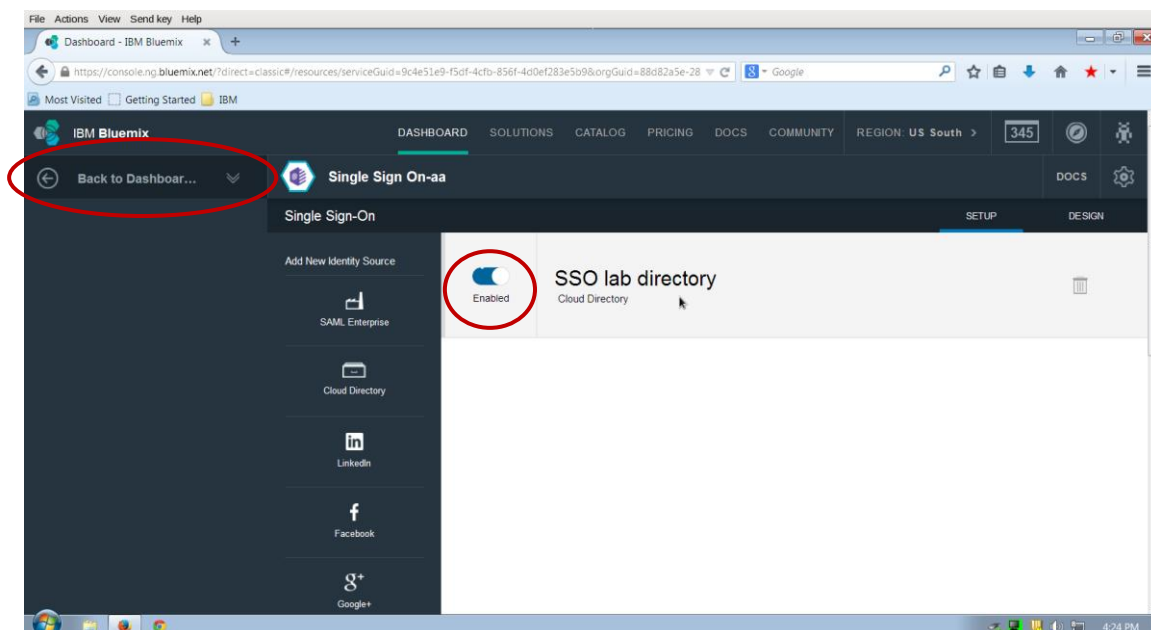 File Actions View Send key Help
Dashboard - IBM Bluemix × +
https://console.ng.bluemix.net/?direct=classic#/resources/serviceGuid=9c4e51e9-f5df-4cfb-856f-4d0ef283e5b9&orgGuid=88d82a5e-28 Google
Most Visited Getting Started IBM
IBM Bluemix DASHBOARD SOLUTIONS CATALOG PRICING DOCS COMMUNITY REGION: US South > 345
Back to Dashboar... Single Sign On-aa DOCS
Single Sign-On SETUP DESIGN
Add New Identity Source
SAML Enterprise
Cloud Directory
LinkedIn
Facebook
Google+
Enabled
SSO lab directory
Cloud Directory
4:24 PM